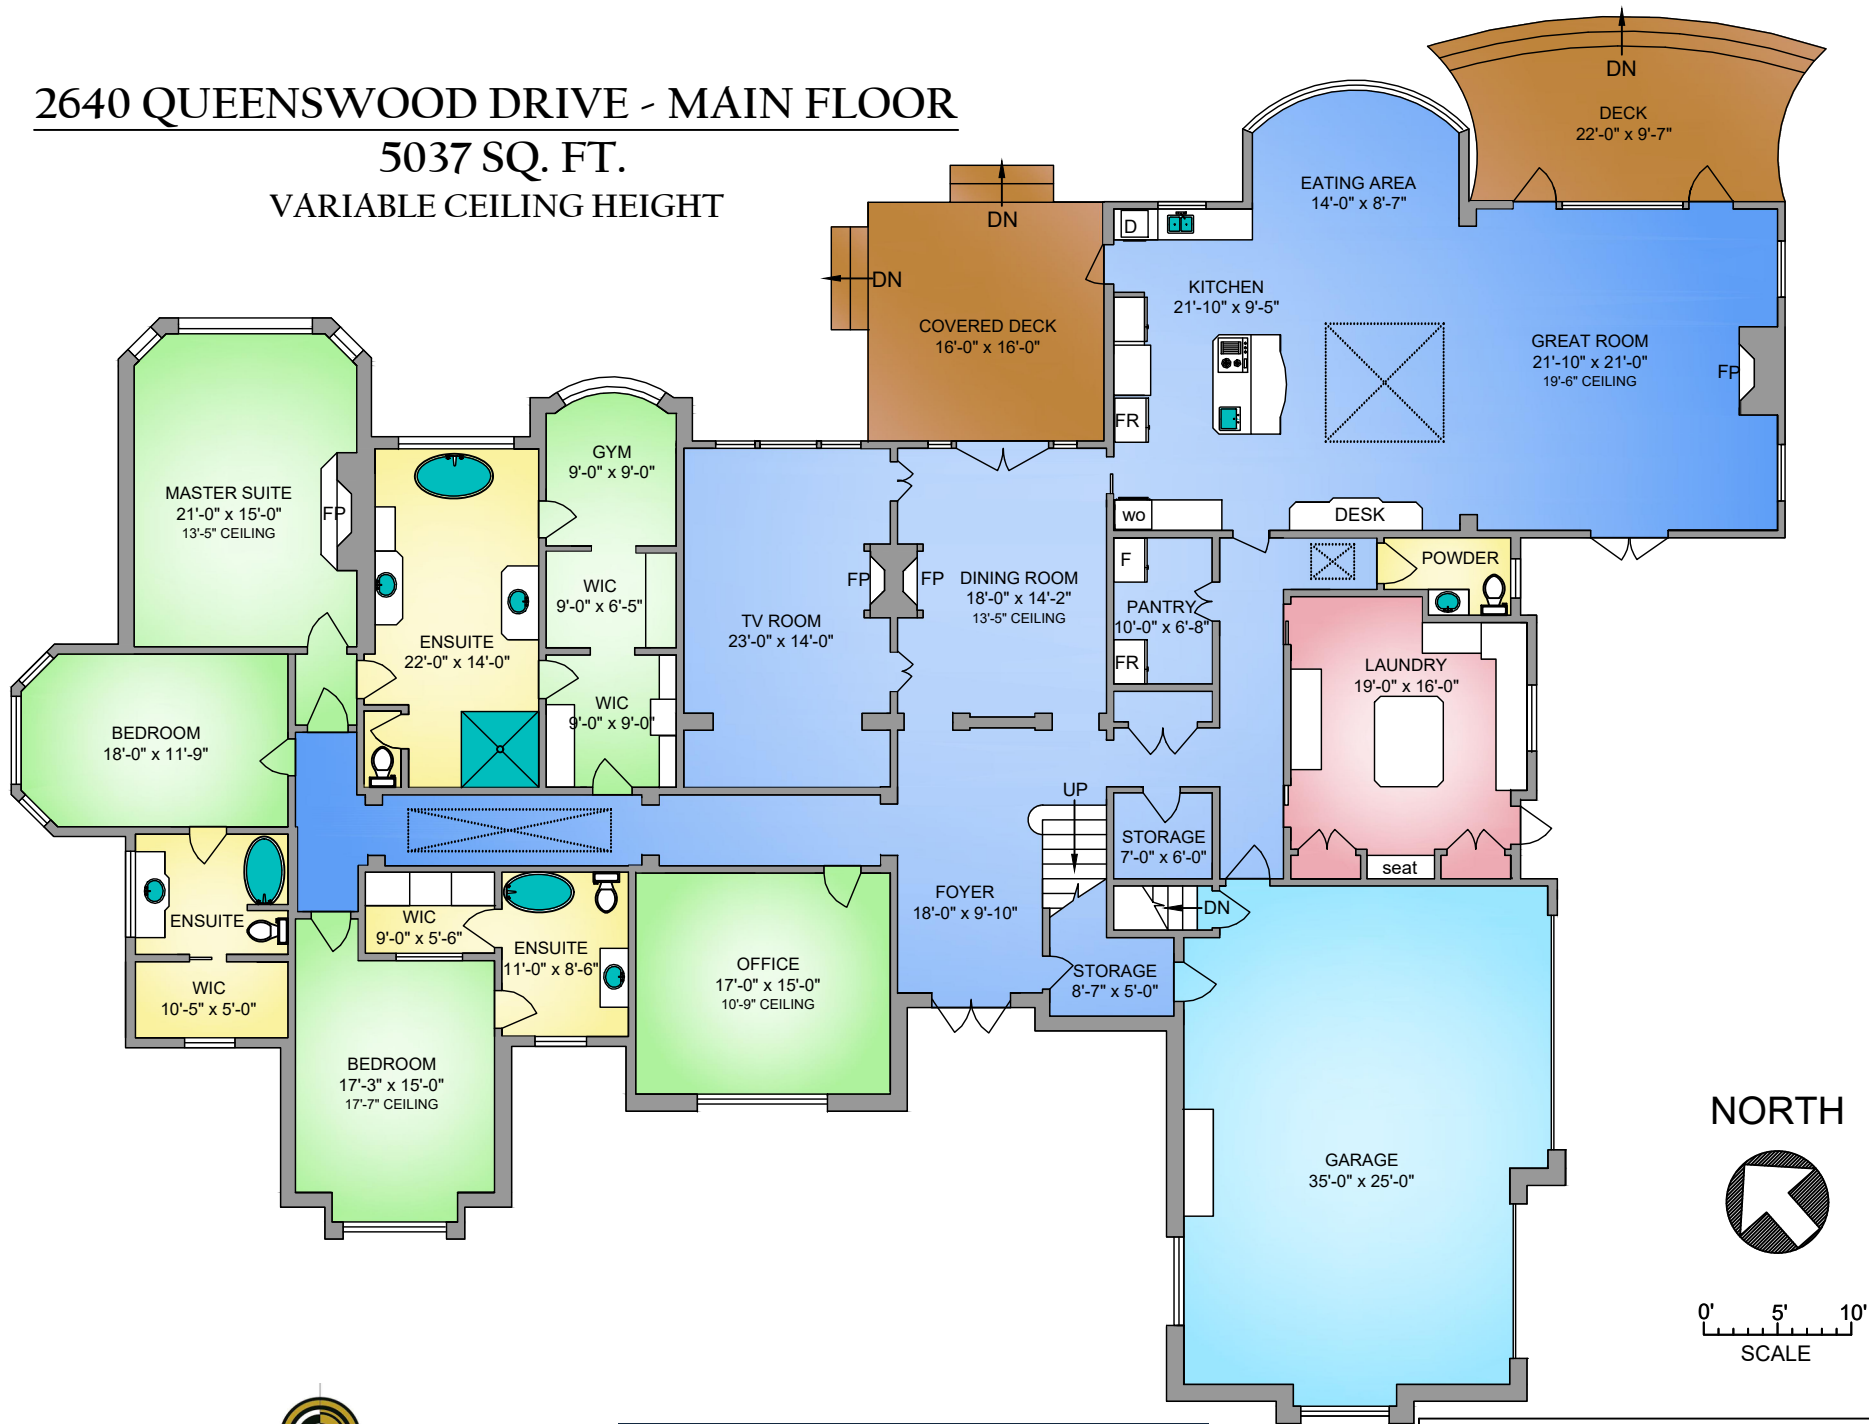 2640 QUEENSWOOD DRIVE - MAIN FLOOR
5037 SQ. FT.
VARIABLE CEILING HEIGHT
DN
DECK
22'-0" x 9'-7"
EATING AREA
14'-0" x 8'-7"
DN
D
DN
KITCHEN
21'-10" x 9'-5"
COVERED DECK
16'-0" x 16'-0"
GREAT ROOM
21'-10" x 21'-0"
19'-6" CEILING
FP
FR
GYM
9'-0" x 9'-0"
MASTER SUITE
21'-0" x 15'-0"
13'-5" CEILING
FP
wo
DESK
F
POWDER
WIC
9'-0" x 6'-5"
FP
FP
DINING ROOM
18'-0" x 14'-2"
13'-5" CEILING
PANTRY
10'-0" x 6'-8"
FR
TV ROOM
23'-0" x 14'-0"
ENSUITE
22'-0" x 14'-0"
LAUNDRY
19'-0" x 16'-0"
WIC
9'-0" x 9'-0"
BEDROOM
18'-0" x 11'-9"
UP
STORAGE
7'-0" x 6'-0"
seat
FOYER
18'-0" x 9'-10"
DN
WIC
9'-0" x 5'-6"
ENSUITE
ENSUITE
11'-0" x 8'-6"
OFFICE
17'-0" x 15'-0"
10'-9" CEILING
STORAGE
8'-7" x 5'-0"
WIC
10'-5" x 5'-0"
BEDROOM
17'-3" x 15'-0"
17'-7" CEILING
GARAGE
35'-0" x 25'-0"
NORTH
0' 5' 10'
SCALE